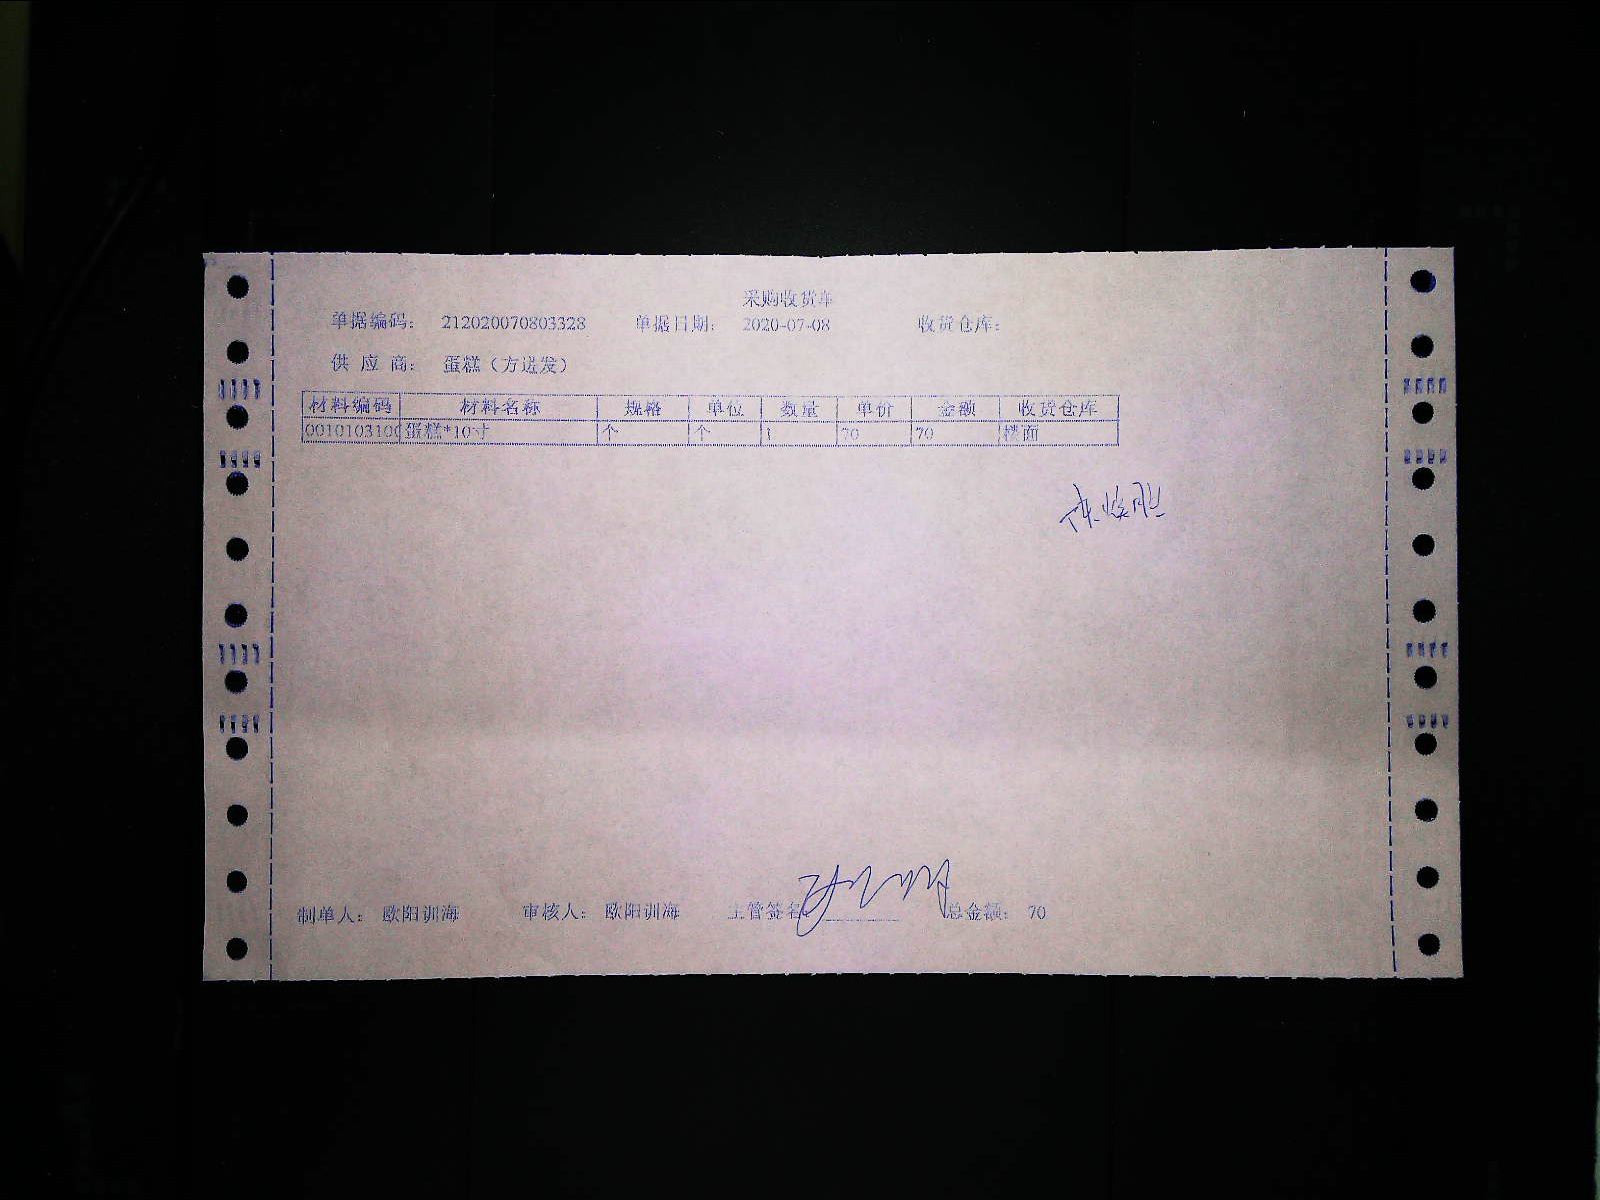 采购收货单
单据编码： 212020070803328 单据日期： 2020-07-08 收货仓库：
供 应 商： 蛋糕（方进发）
材料编码 材料名称 规格 单位 数量 单价 金额 收货仓库
0010103100 蛋糕*10寸 个 个 1 70 70 楼面
制单人： 欧阳训海 审核人： 欧阳训海 主管签名： 总金额： 70